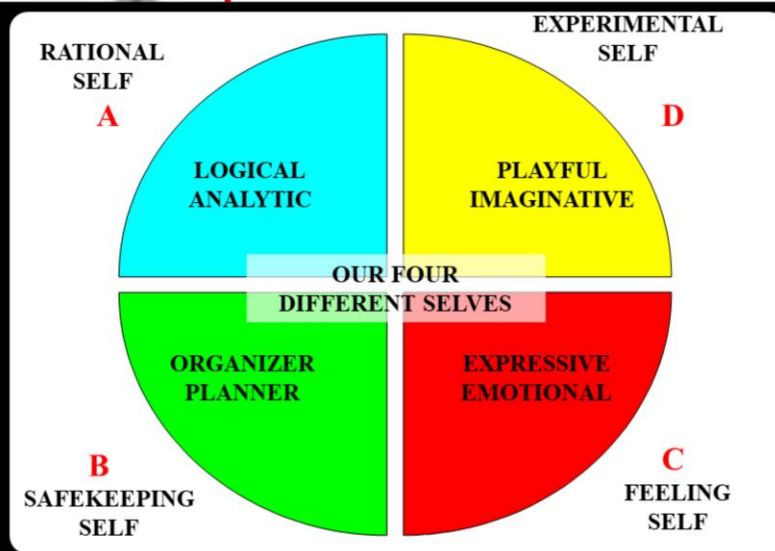 RATIONAL
SELF
A
LOGICAL
ANALYTIC
EXPERIMENTAL
SELF
D
PLAYFUL
IMAGINATIVE
OUR FOUR
DIFFERENT SELVES
ORGANIZER
PLANNER
B
SAFEKEEPING
SELF
EXPRESSIVE
EMOTIONAL
C
FEELING
SELF